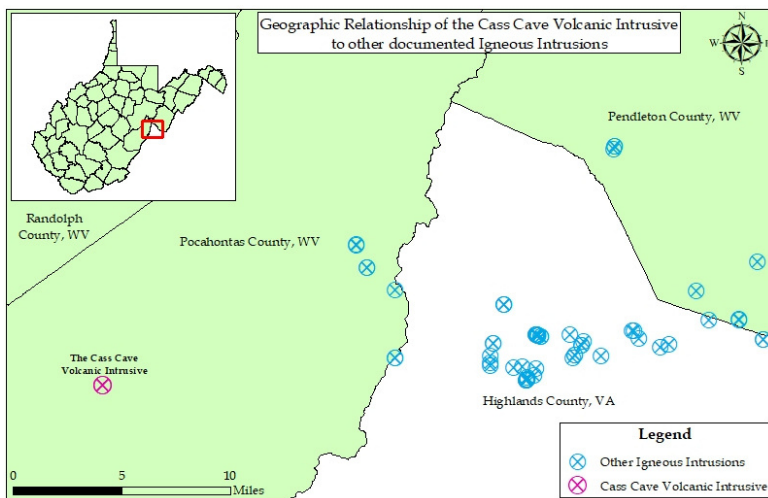 Geographic Relationship of the Cass Cave Volcanic Intrusive
to other documented Igneous Intrusions
N
W
S
Pendleton County, WV
Randolph
County, WV
Pocahontas County, WV
The Cass Cave
Volcanic Intrusive
Highlands County, VA
Legend
Other Igneous Intrusions
Cass Cave Volcanic Intrusive
0 5 10
Miles